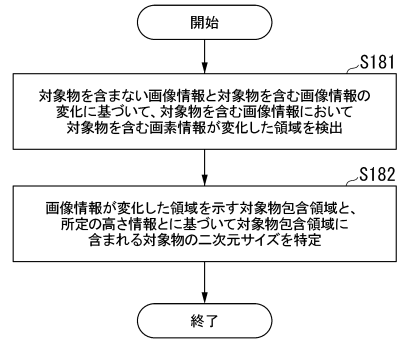 開始
S181
対象物を含まない画像情報と対象物を含む画像情報の
変化に基づいて、対象物を含む画像情報において
対象物を含む画素情報が変化した領域を検出
S182
画像情報が変化した領域を示す対象物包含領域と、
所定の高さ情報とに基づいて対象物包含領域に
含まれる対象物の二次元サイズを特定
終了